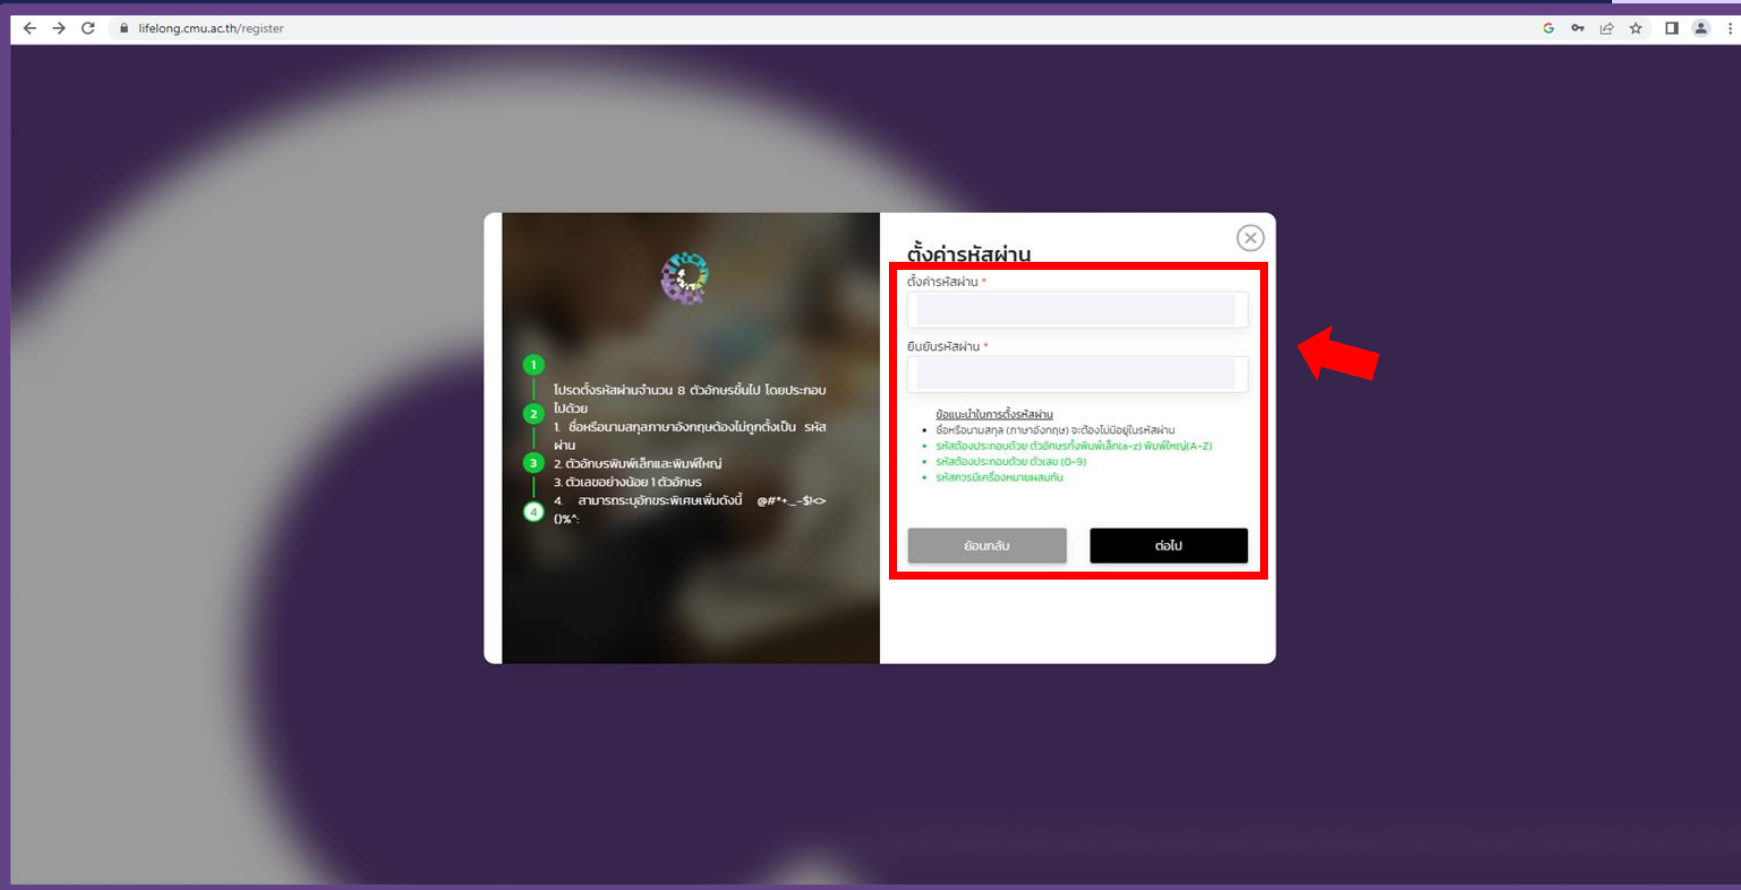 lifelong.cmu.ac.th/register
1
2
3
4
โปรดตั้งรหัสผ่านจำนวน 8 ตัวอักษรขึ้นไป โดยประกอบ
ไปด้วย
1. ชื่อหรือนามสกุลภาษาอังกฤษต้องไม่ถูกตั้งเป็น รหัส
ผ่าน
2. ตัวอักษรพิมพ์เล็กและพิมพ์ใหญ่
3. ตัวเลขอย่างน้อย 1 ตัวอักษร
4. สามารถระบุอักขระพิเศษเพิ่มดังนี้ @#*+_-$!<>
()%^:
ตั้งค่ารหัสผ่าน
ตั้งค่ารหัสผ่าน *
ยืนยันรหัสผ่าน *
ข้อแนะนำในการตั้งรหัสผ่าน
• ชื่อหรือนามสกุล (ภาษาอังกฤษ) จะต้องไม่มีอยู่ในรหัสผ่าน
• รหัสต้องประกอบด้วย ตัวอักษรทั้งพิมพ์เล็ก(a-z) พิมพ์ใหญ่(A-Z)
• รหัสต้องประกอบด้วย ตัวเลข (0-9)
• รหัสควรมีเครื่องหมายผสมกัน
ย้อนกลับ
ต่อไป